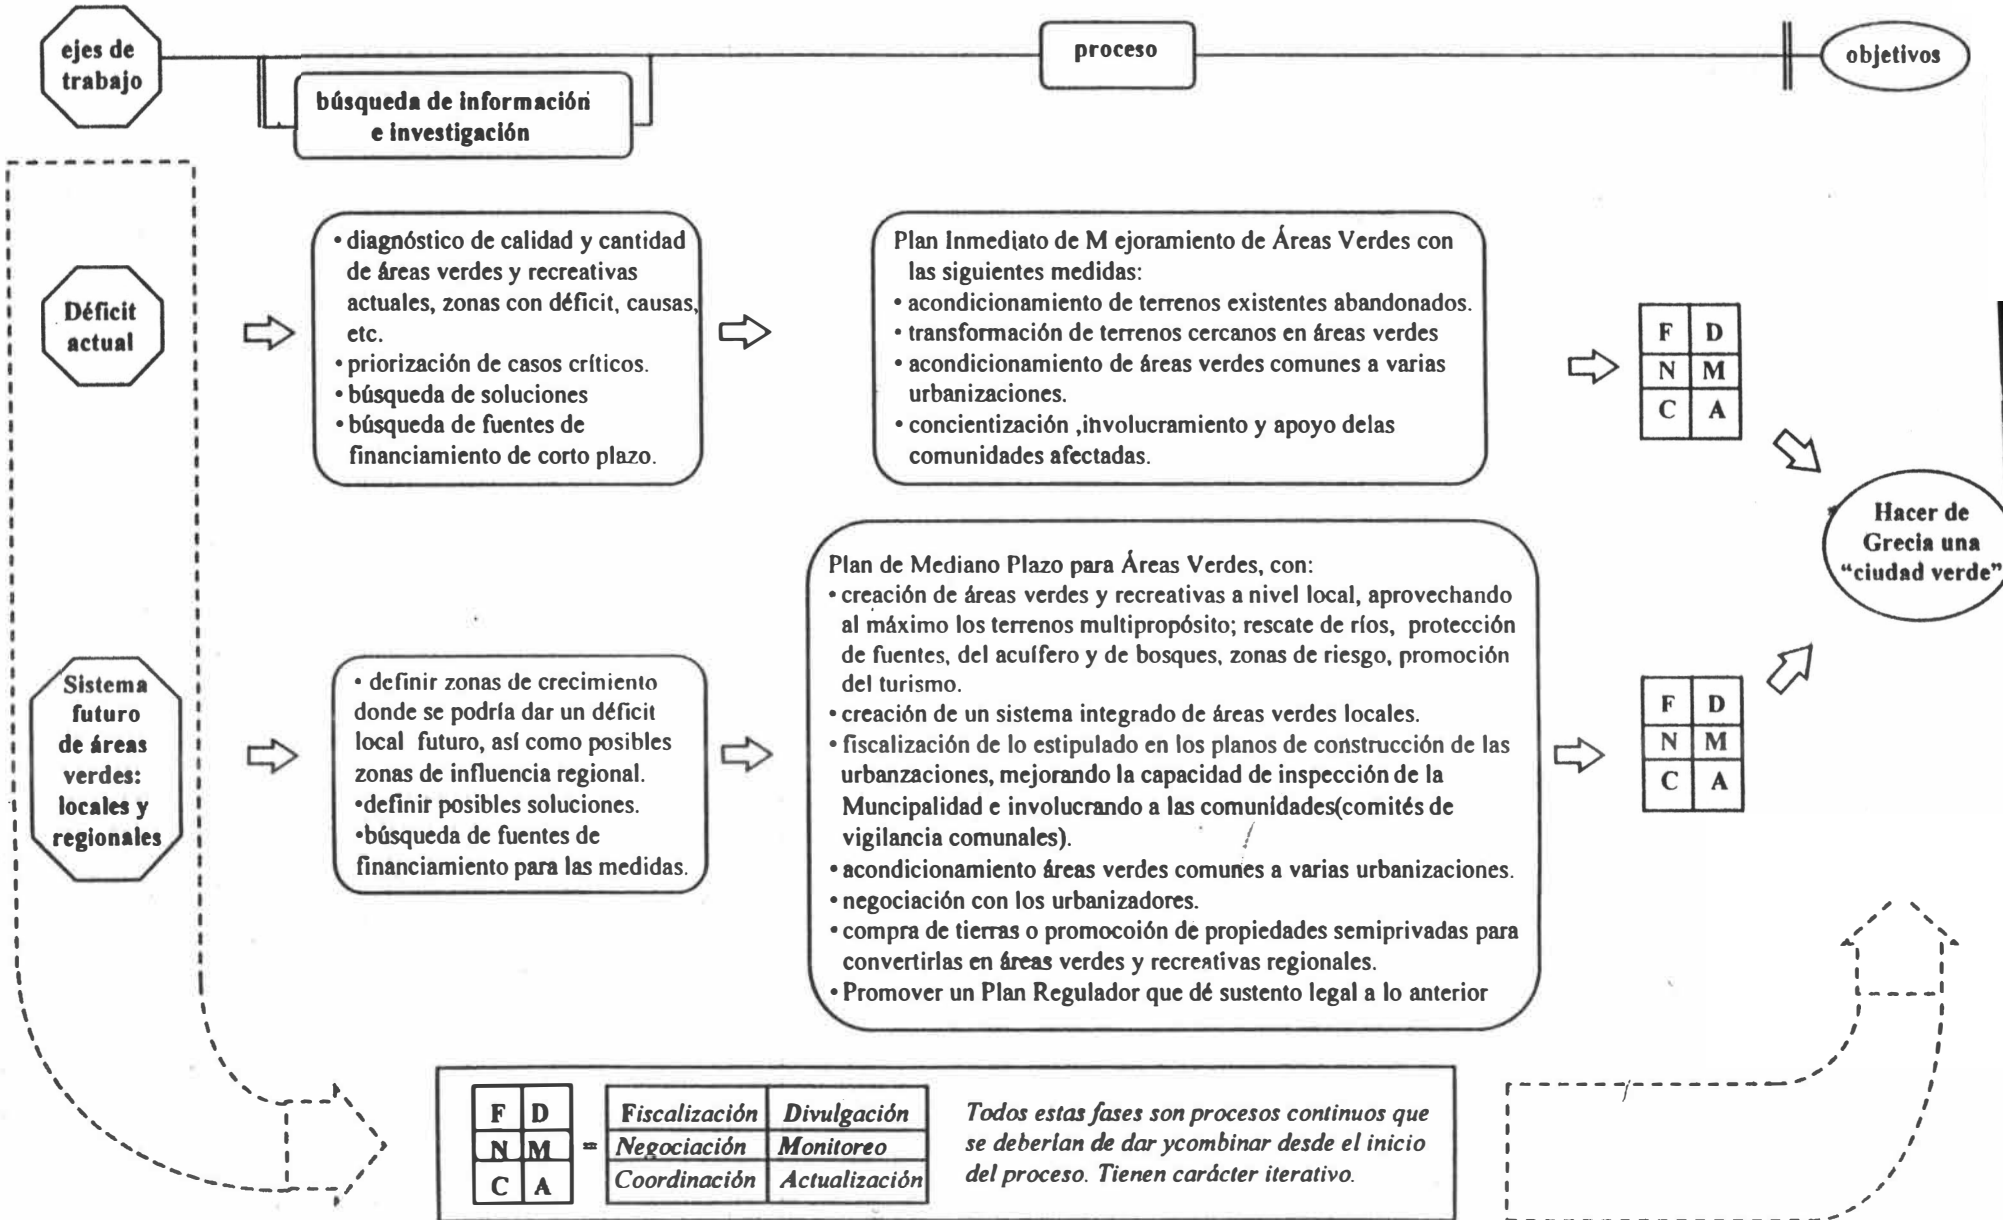 ejes de
trabajo
proceso
objetivos
búsqueda de información
e investigación
Déficit
actual
• diagnóstico de calidad y cantidad
de áreas verdes y recreativas
actuales, zonas con déficit, causas,
etc.
• priorización de casos críticos.
• búsqueda de soluciones
• búsqueda de fuentes de
financiamiento de corto plazo.
Plan Inmediato de M ejoramiento de Áreas Verdes con
las siguientes medidas:
• acondicionamiento de terrenos existentes abandonados.
• transformación de terrenos cercanos en áreas verdes
• acondicionamiento de áreas verdes comunes a varias
urbanizaciones.
• concientización ,involucramiento y apoyo delas
comunidades afectadas.
F D
N M
C A
Hacer de
Grecia una
“ciudad verde”
Sistema
futuro
de áreas
verdes:
locales y
regionales
• definir zonas de crecimiento
donde se podría dar un déficit
local futuro, así como posibles
zonas de influencia regional.
•definir posibles soluciones.
•búsqueda de fuentes de
financiamiento para las medidas.
Plan de Mediano Plazo para Áreas Verdes, con:
• creación de áreas verdes y recreativas a nivel local, aprovechando
al máximo los terrenos multipropósito; rescate de ríos, protección
de fuentes, del acuífero y de bosques, zonas de riesgo, promoción
del turismo.
• creación de un sistema integrado de áreas verdes locales.
• fiscalización de lo estipulado en los planos de construcción de las
urbanzaciones, mejorando la capacidad de inspección de la
Muncipalidad e involucrando a las comunidades(comités de
vigilancia comunales).
• acondicionamiento áreas verdes comunes a varias urbanizaciones.
• negociación con los urbanizadores.
• compra de tierras o promocoión de propiedades semiprivadas para
convertirlas en áreas verdes y recreativas regionales.
• Promover un Plan Regulador que dé sustento legal a lo anterior
F D
N M
C A
F D
N M
C A
=
Fiscalización Divulgación
Negociación Monitoreo
Coordinación Actualización
Todos estas fases son procesos continuos que
se deberían de dar ycombinar desde el inicio
del proceso. Tienen carácter iterativo.